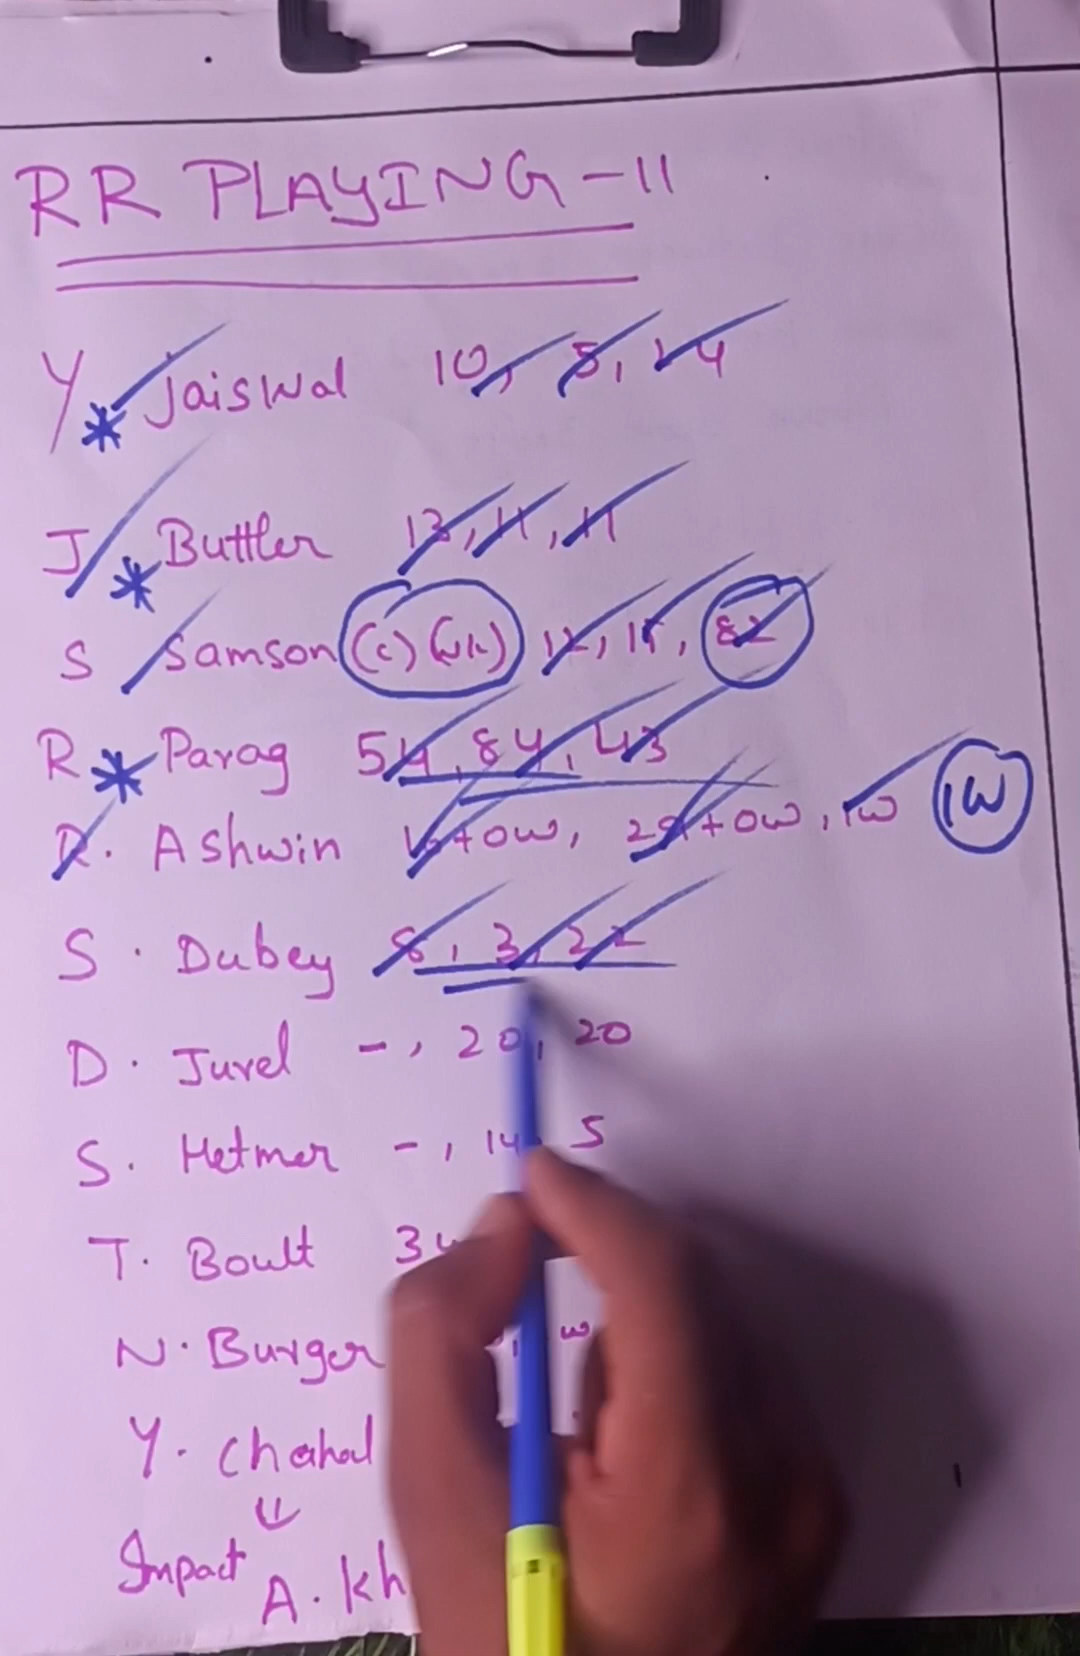 RR PLAYING-11
Y Jaiswal 10, 5, 24
J Buttler 13, 11, 11
S Samson (c) (wk) 12, 15, 82
R Parag 54, 84, 43
R. Ashwin +0w, 29+0w, 1w 1W
S. Dubey 8, 3, 22
D. Jurel -, 20, 20
S. Hetmer -, 14, 5
T. Boult 3
N. Burger w
Y. Chahal
Impact A. Kh